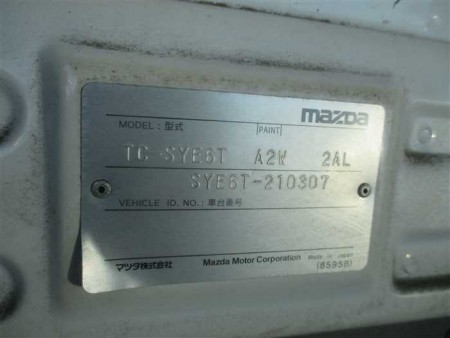 mazda
MODEL: 型式 PAINT
TC-SYE6T A2W 2AL
SYE6T-210307
VEHICLE ID. NO.: 車台番号
マツダ株式会社 Mazda Motor Corporation Made in Japan
(8595B)